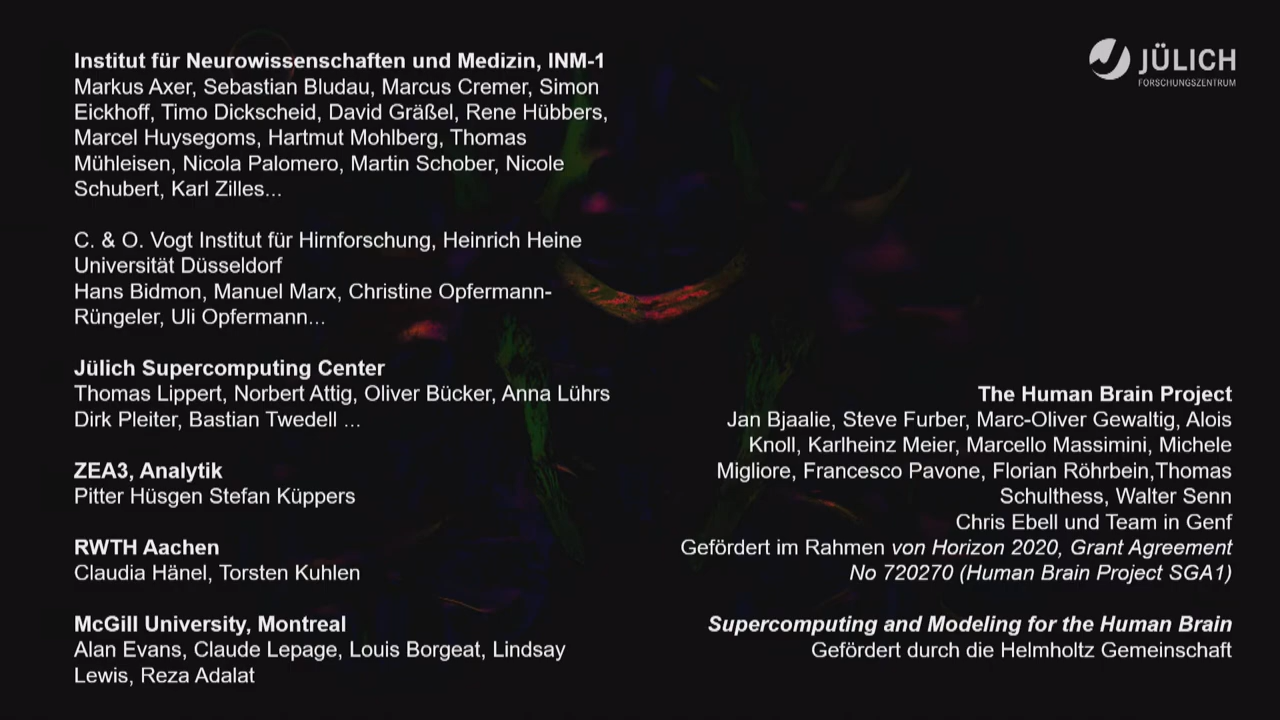 Institut für Neurowissenschaften und Medizin, INM-1
Markus Axer, Sebastian Bludau, Marcus Cremer, Simon
Eickhoff, Timo Dickscheid, David Gräßel, Rene Hübbers,
Marcel Huysegoms, Hartmut Mohlberg, Thomas
Mühleisen, Nicola Palomero, Martin Schober, Nicole
Schubert, Karl Zilles...
C. & O. Vogt Institut für Hirnforschung, Heinrich Heine
Universität Düsseldorf
Hans Bidmon, Manuel Marx, Christine Opfermann-
Rüngeler, Uli Opfermann...
Jülich Supercomputing Center
Thomas Lippert, Norbert Attig, Oliver Bücker, Anna Lührs
Dirk Pleiter, Bastian Twedell ...
ZEA3, Analytik
Pitter Hüsgen Stefan Küppers
RWTH Aachen
Claudia Hänel, Torsten Kuhlen
McGill University, Montreal
Alan Evans, Claude Lepage, Louis Borgeat, Lindsay
Lewis, Reza Adalat
JÜLICH
FORSCHUNGSZENTRUM
The Human Brain Project
Jan Bjaalie, Steve Furber, Marc-Oliver Gewaltig, Alois
Knoll, Karlheinz Meier, Marcello Massimini, Michele
Migliore, Francesco Pavone, Florian Röhrbein,Thomas
Schulthess, Walter Senn
Chris Ebell und Team in Genf
Gefördert im Rahmen von Horizon 2020, Grant Agreement
No 720270 (Human Brain Project SGA1)
Supercomputing and Modeling for the Human Brain
Gefördert durch die Helmholtz Gemeinschaft